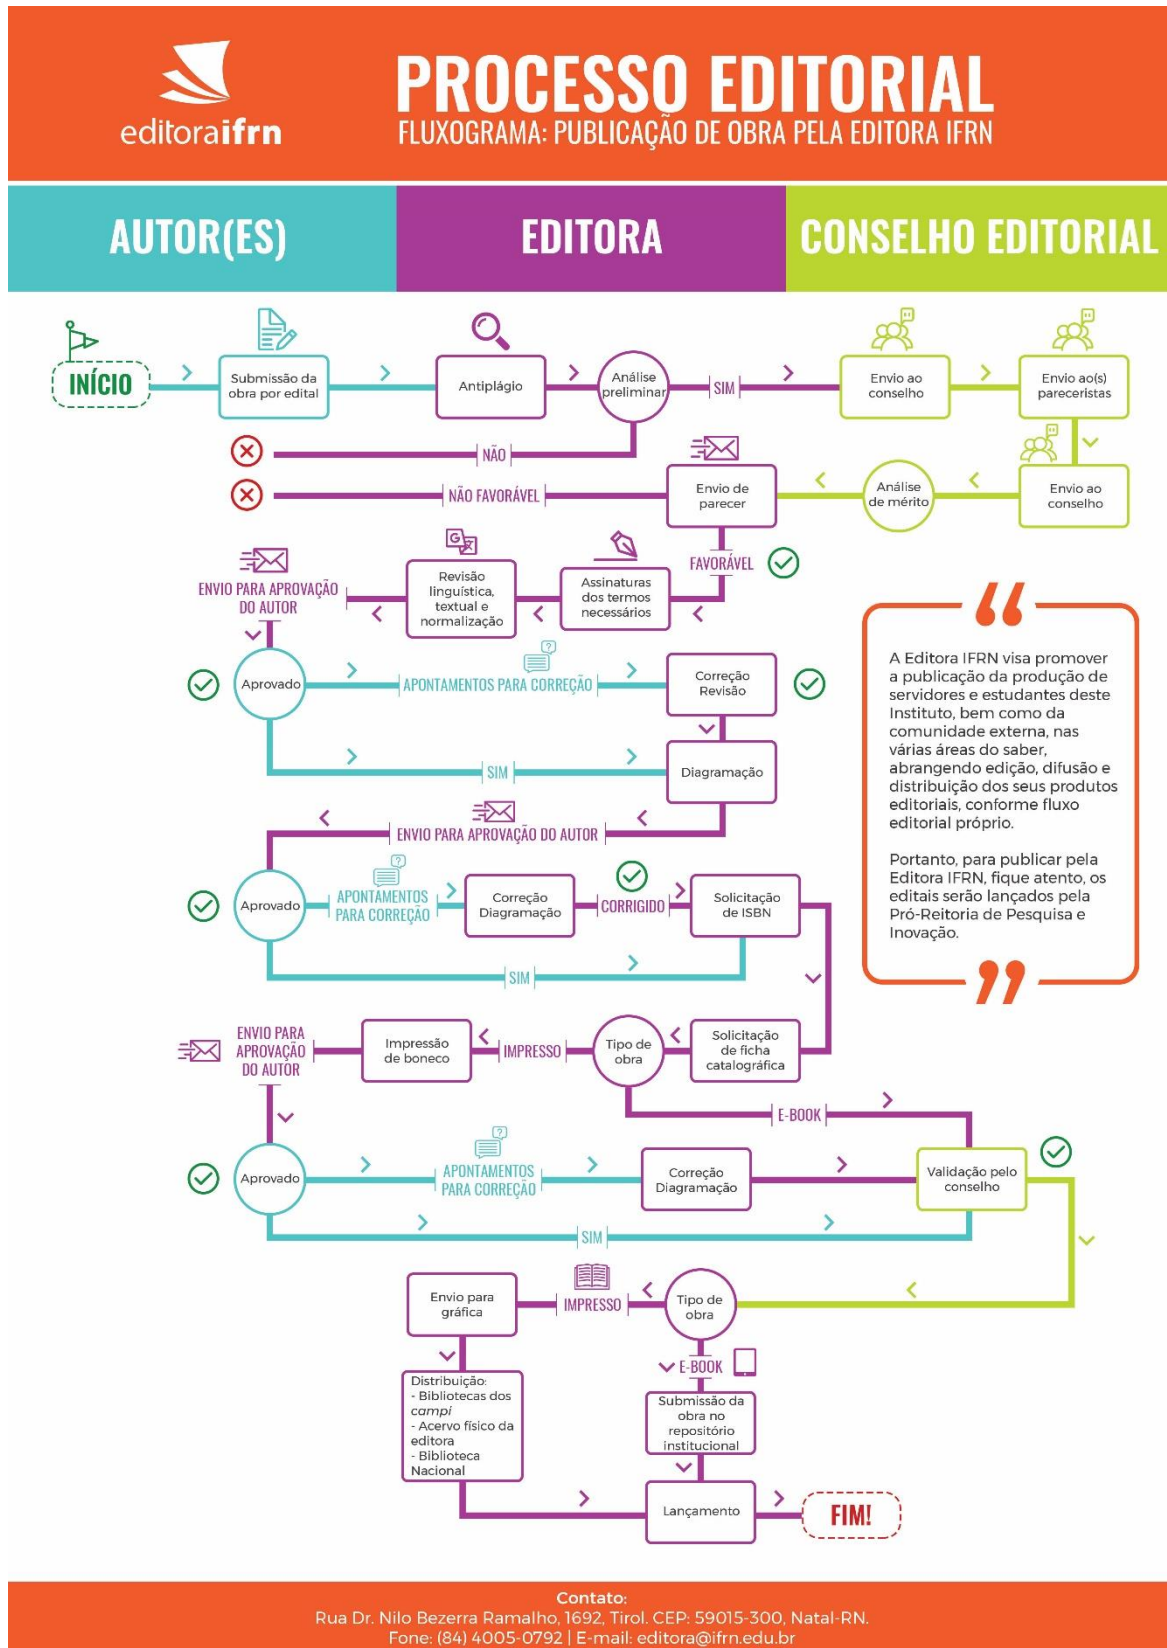 editoraifrn
PROCESSO EDITORIAL
FLUXOGRAMA: PUBLICAÇÃO DE OBRA PELA EDITORA IFRN
AUTOR(ES)
EDITORA
CONSELHO EDITORIAL
INÍCIO
Submissão da
obra por edital
Antiplágio
Análise
preliminar
SIM
Envio ao
conselho
Envio ao(s)
pareceristas
NÃO
NÃO FAVORÁVEL
Envio de
parecer
Análise
de mérito
Envio ao
conselho
FAVORÁVEL
Assinaturas
dos termos
necessários
Revisão
linguística,
textual e
normalização
ENVIO PARA APROVAÇÃO
DO AUTOR
Aprovado
APONTAMENTOS PARA CORREÇÃO
Correção
Revisão
SIM
Diagramação
ENVIO PARA APROVAÇÃO DO AUTOR
Aprovado
APONTAMENTOS
PARA CORREÇÃO
Correção
Diagramação
CORRIGIDO
Solicitação
de ISBN
SIM
A Editora IFRN visa promover
a publicação da produção de
servidores e estudantes deste
Instituto, bem como da
comunidade externa, nas
várias áreas do saber,
abrangendo edição, difusão e
distribuição dos seus produtos
editoriais, conforme fluxo
editorial próprio.
Portanto, para publicar pela
Editora IFRN, fique atento, os
editais serão lançados pela
Pró-Reitoria de Pesquisa e
Inovação.
Solicitação
de ficha
catalográfica
Tipo de
obra
IMPRESSO
Impressão
de boneco
ENVIO PARA
APROVAÇÃO
DO AUTOR
E-BOOK
Aprovado
APONTAMENTOS
PARA CORREÇÃO
Correção
Diagramação
Validação pelo
conselho
SIM
Tipo de
obra
IMPRESSO
Envio para
gráfica
E-BOOK
Distribuição:
- Bibliotecas dos
campi
- Acervo físico da
editora
- Biblioteca
Nacional
Submissão da
obra no
repositório
institucional
Lançamento
FIM!
Contato:
Rua Dr. Nilo Bezerra Ramalho, 1692, Tirol. CEP: 59015-300, Natal-RN.
Fone: (84) 4005-0792 | E-mail: editora@ifrn.edu.br